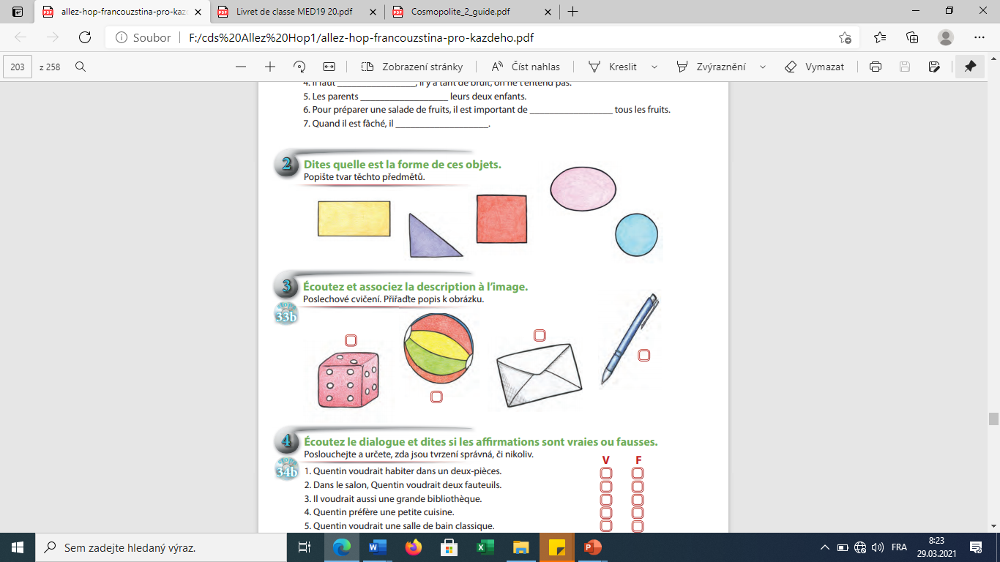 allez-hop-francouzstina-pro-kaz
Livret de classe MED19 20.pdf
Cosmopolite_2_guide.pdf
Soubor
F:/cds%20Allez%20Hop1/allez-hop-francouzstina-pro-kazdeho.pdf
203
z 258
Zobrazení stránky
Číst nahlas
Kreslit
Zvýraznění
Vymazat
4. Il faut __________________, il y a tant de bruit, on ne t'entend pas.
5. Les parents ____________________ leurs deux enfants.
6. Pour préparer une salade de fruits, il est important de ___________________ tous les fruits.
7. Quand il est fâché, il _____________________.
2
Dites quelle est la forme de ces objets.
Popište tvar těchto předmětů.
3
Écoutez et associez la description à l'image.
33b
Poslechové cvičení. Přiřaďte popis k obrázku.
4
Écoutez le dialogue et dites si les affirmations sont vraies ou fausses.
34b
Poslouchejte a určete, zda jsou tvrzení správná, či nikoliv.
V F
1. Quentin voudrait habiter dans un deux-pièces.
2. Dans le salon, Quentin voudrait deux fauteuils.
3. Il voudrait aussi une grande bibliothèque.
4. Quentin préfère une petite cuisine.
5. Quentin voudrait une salle de bain classique.
Sem zadejte hledaný výraz.
FRA
8:23
29.03.2021